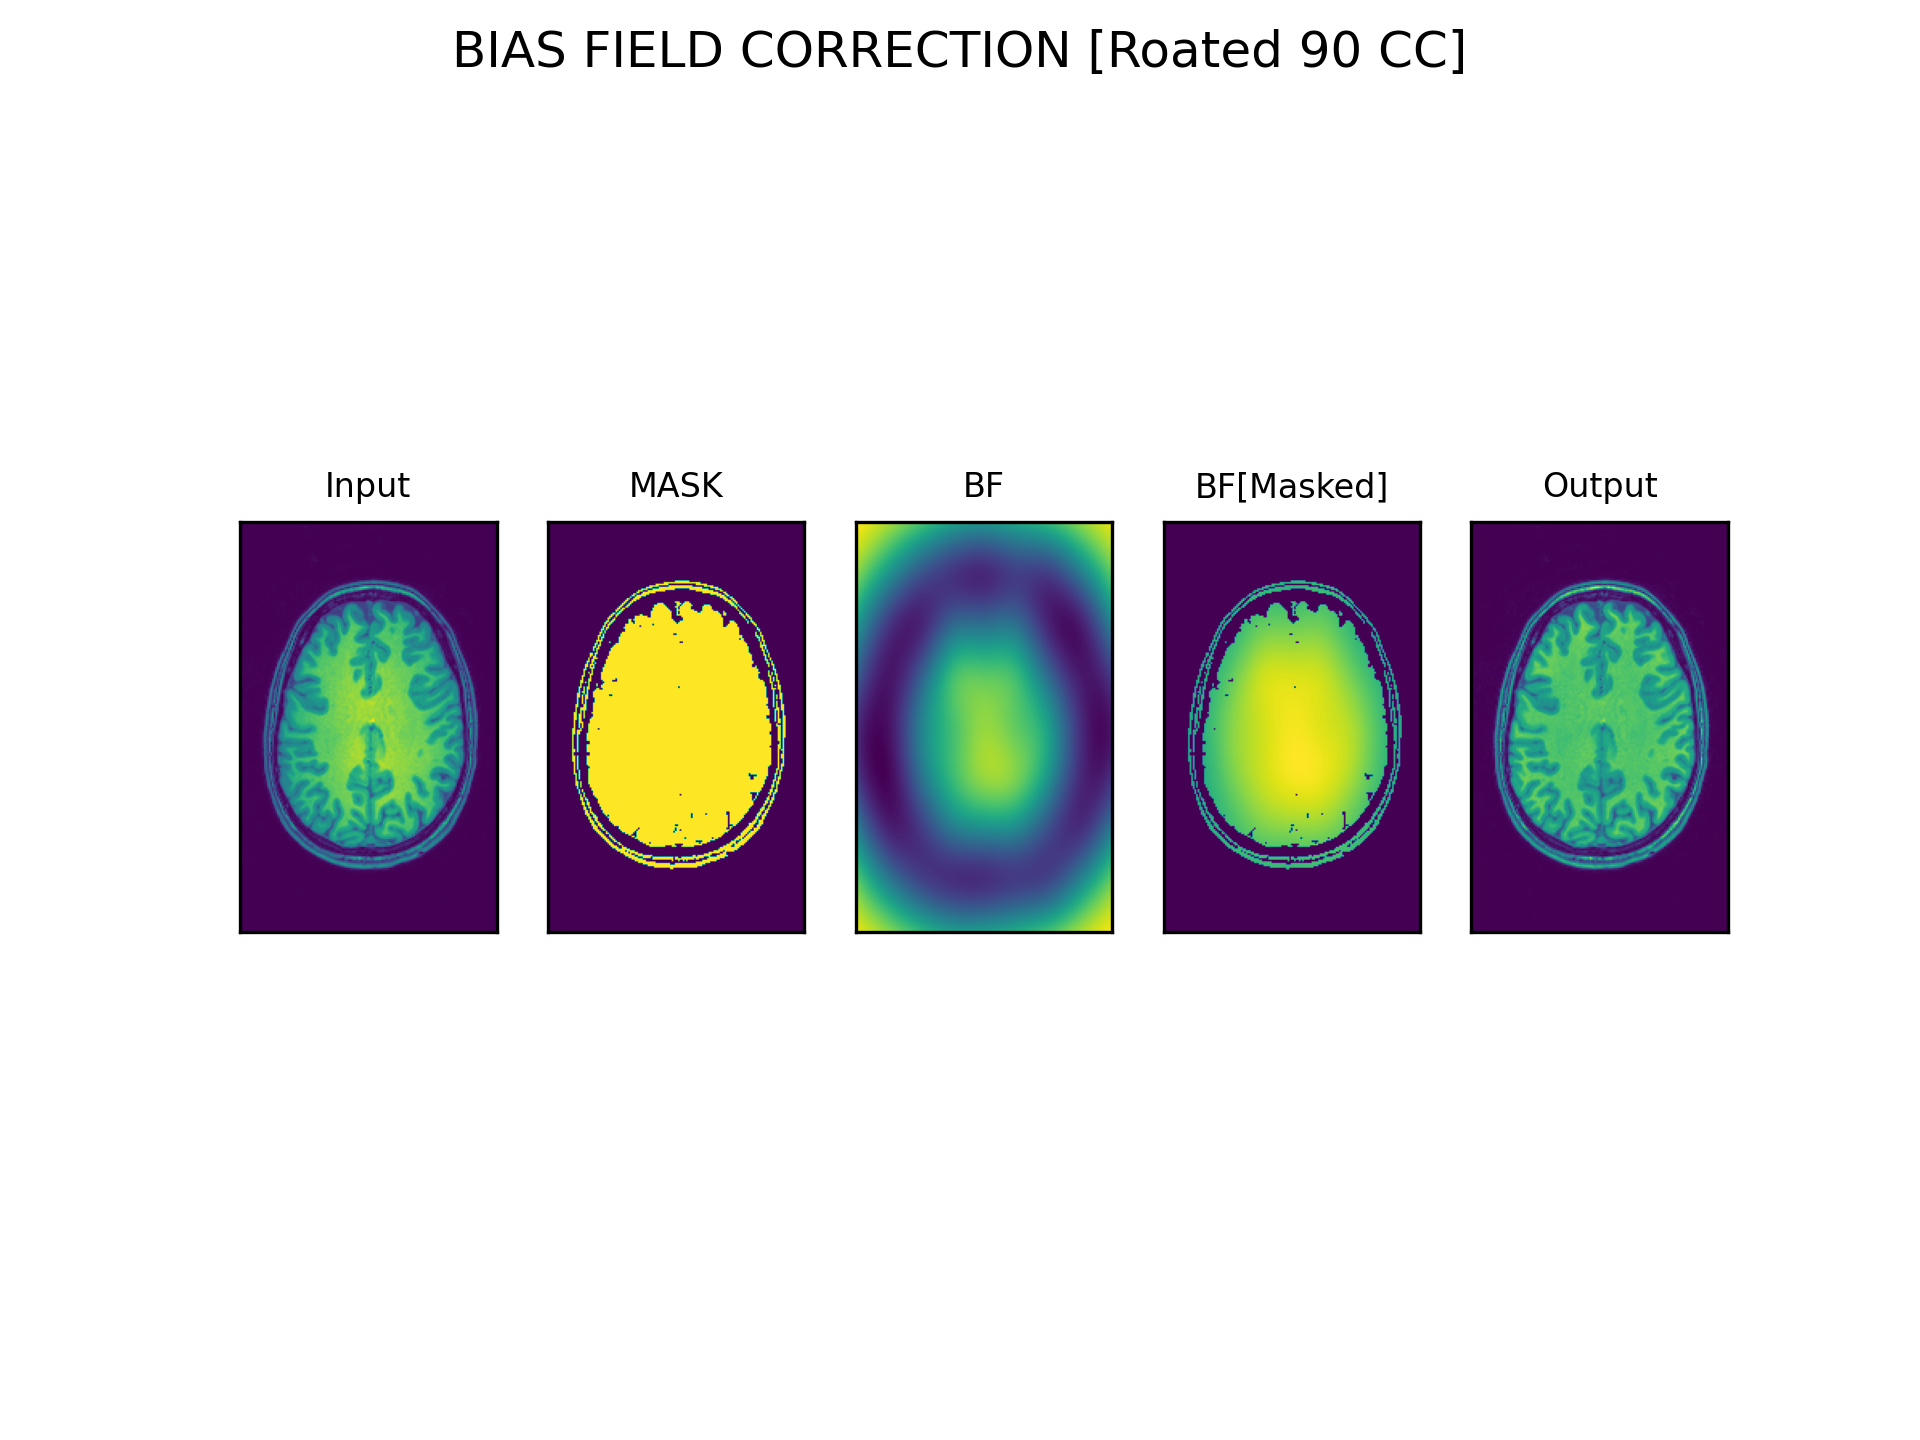 BIAS FIELD CORRECTION [Roated 90 CC]
Input
MASK
BF
BF[Masked]
Output